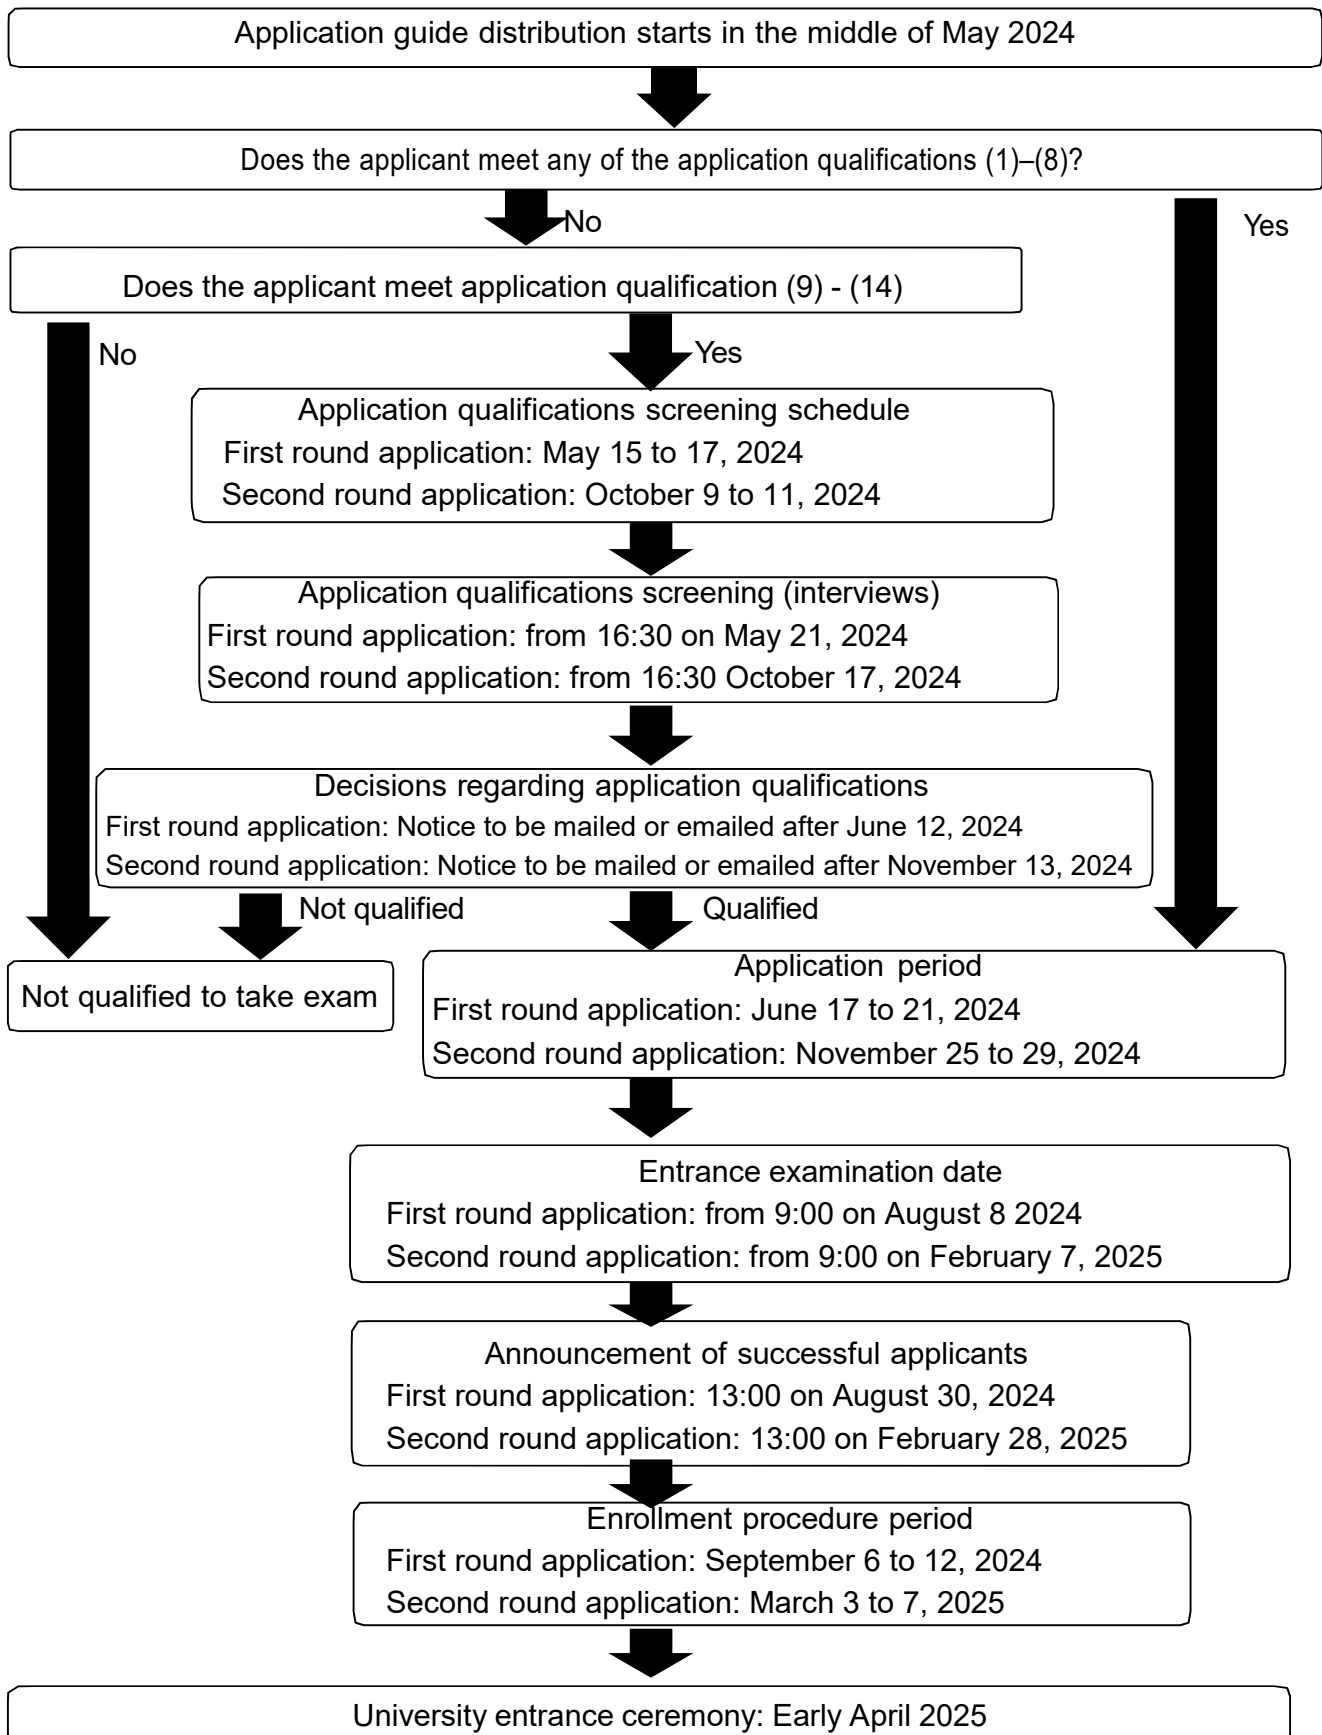 Application guide distribution starts in the middle of May 2024
Does the applicant meet any of the application qualifications (1)–(8)?
No
Yes
Does the applicant meet application qualification (9) - (14)
No
Yes
Application qualifications screening schedule
First round application: May 15 to 17, 2024
Second round application: October 9 to 11, 2024
Application qualifications screening (interviews)
First round application: from 16:30 on May 21, 2024
Second round application: from 16:30 October 17, 2024
Decisions regarding application qualifications
First round application: Notice to be mailed or emailed after June 12, 2024
Second round application: Notice to be mailed or emailed after November 13, 2024
Not qualified
Qualified
Not qualified to take exam
Application period
First round application: June 17 to 21, 2024
Second round application: November 25 to 29, 2024
Entrance examination date
First round application: from 9:00 on August 8 2024
Second round application: from 9:00 on February 7, 2025
Announcement of successful applicants
First round application: 13:00 on August 30, 2024
Second round application: 13:00 on February 28, 2025
Enrollment procedure period
First round application: September 6 to 12, 2024
Second round application: March 3 to 7, 2025
University entrance ceremony: Early April 2025